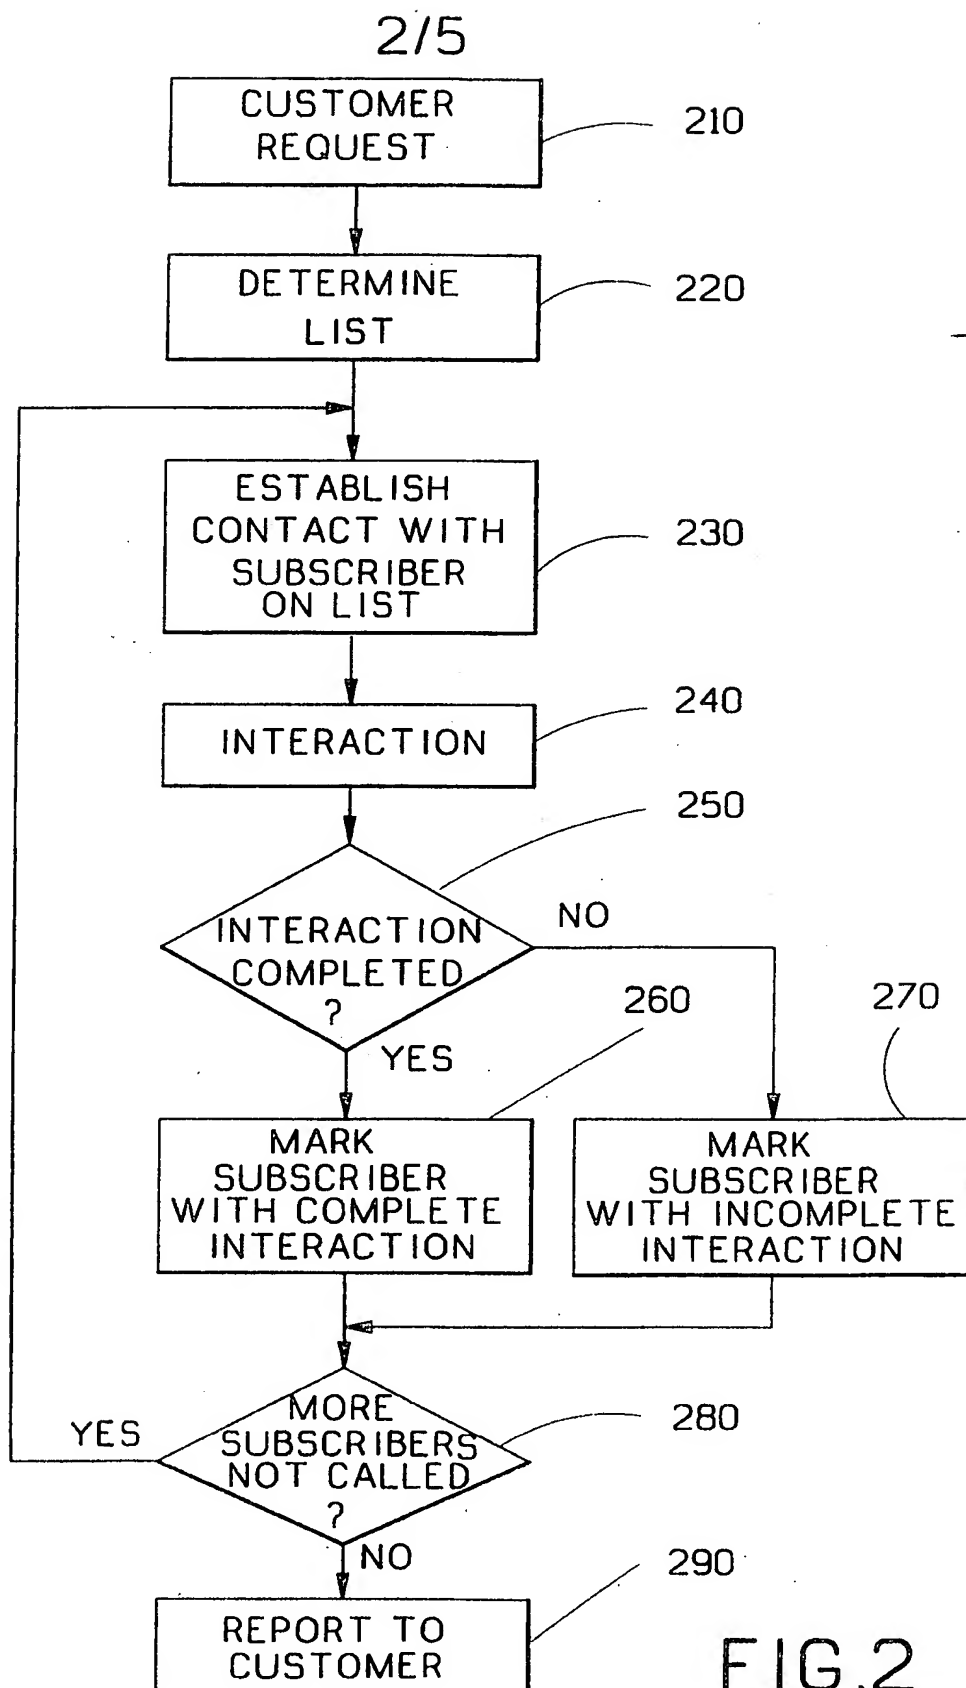 2/5
CUSTOMER
REQUEST
210
DETERMINE
LIST
220
ESTABLISH
CONTACT WITH
SUBSCRIBER
ON LIST
230
INTERACTION
240
250
INTERACTION
COMPLETED
?
NO
YES
260
270
MARK
SUBSCRIBER
WITH COMPLETE
INTERACTION
MARK
SUBSCRIBER
WITH INCOMPLETE
INTERACTION
MORE
SUBSCRIBERS
NOT CALLED
?
YES
280
NO
290
REPORT TO
CUSTOMER
FIG.2